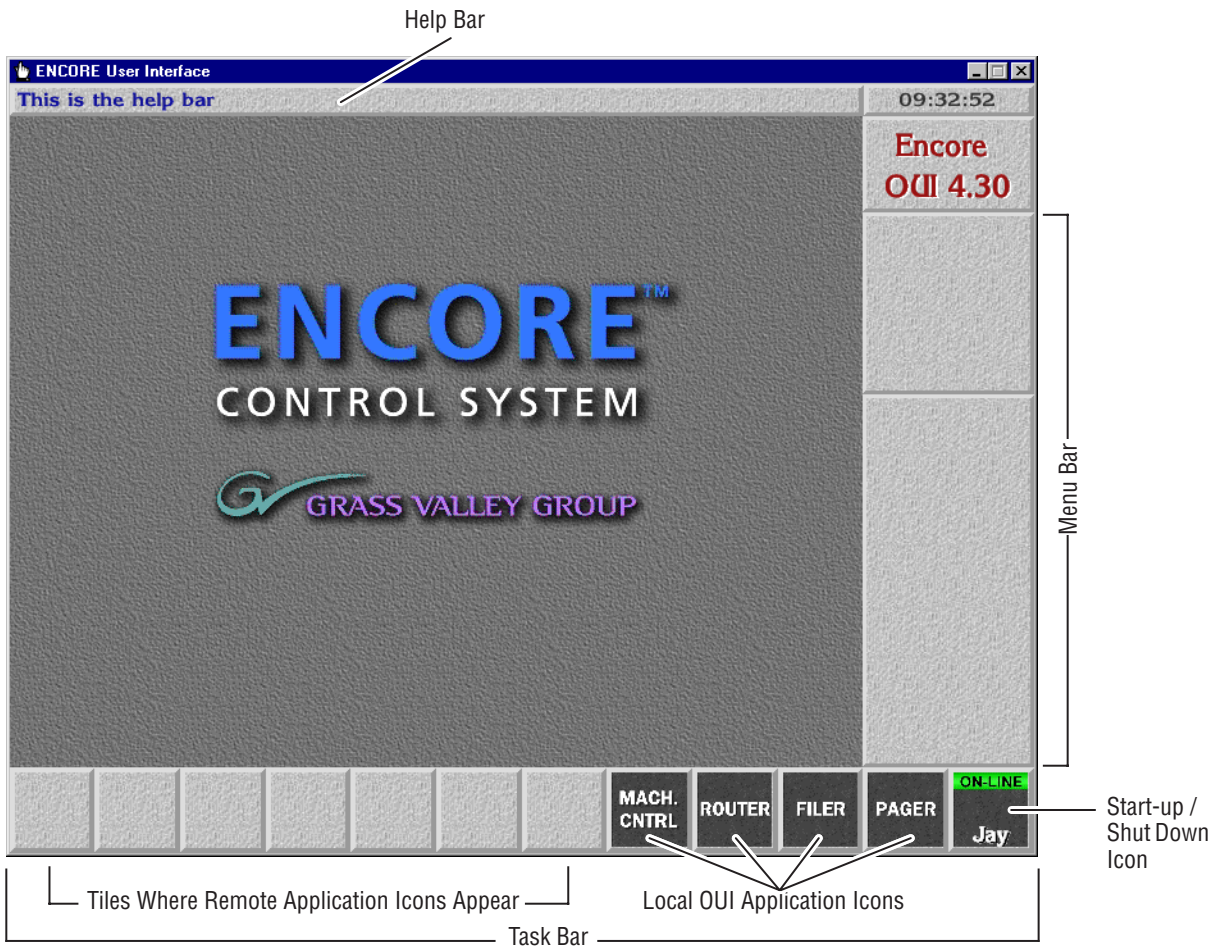 Help Bar
ENCORE User Interface
This is the help bar
09:32:52
Encore
OUI 4.30
ENCORE™
CONTROL SYSTEM
GRASS VALLEY GROUP
Menu Bar
MACH.
CNTRL
ROUTER
FILER
PAGER
ON-LINE
Jay
Start-up /
Shut Down
Icon
Tiles Where Remote Application Icons Appear
Local OUI Application Icons
Task Bar